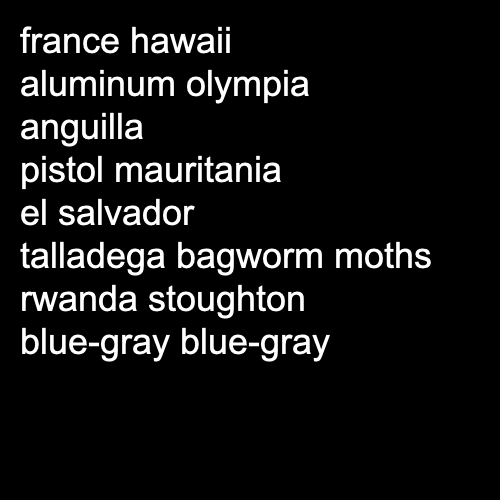 france hawaii
aluminum olympia
anguilla
pistol mauritania
el salvador
talladega bagworm moths
rwanda stoughton
blue-gray blue-gray